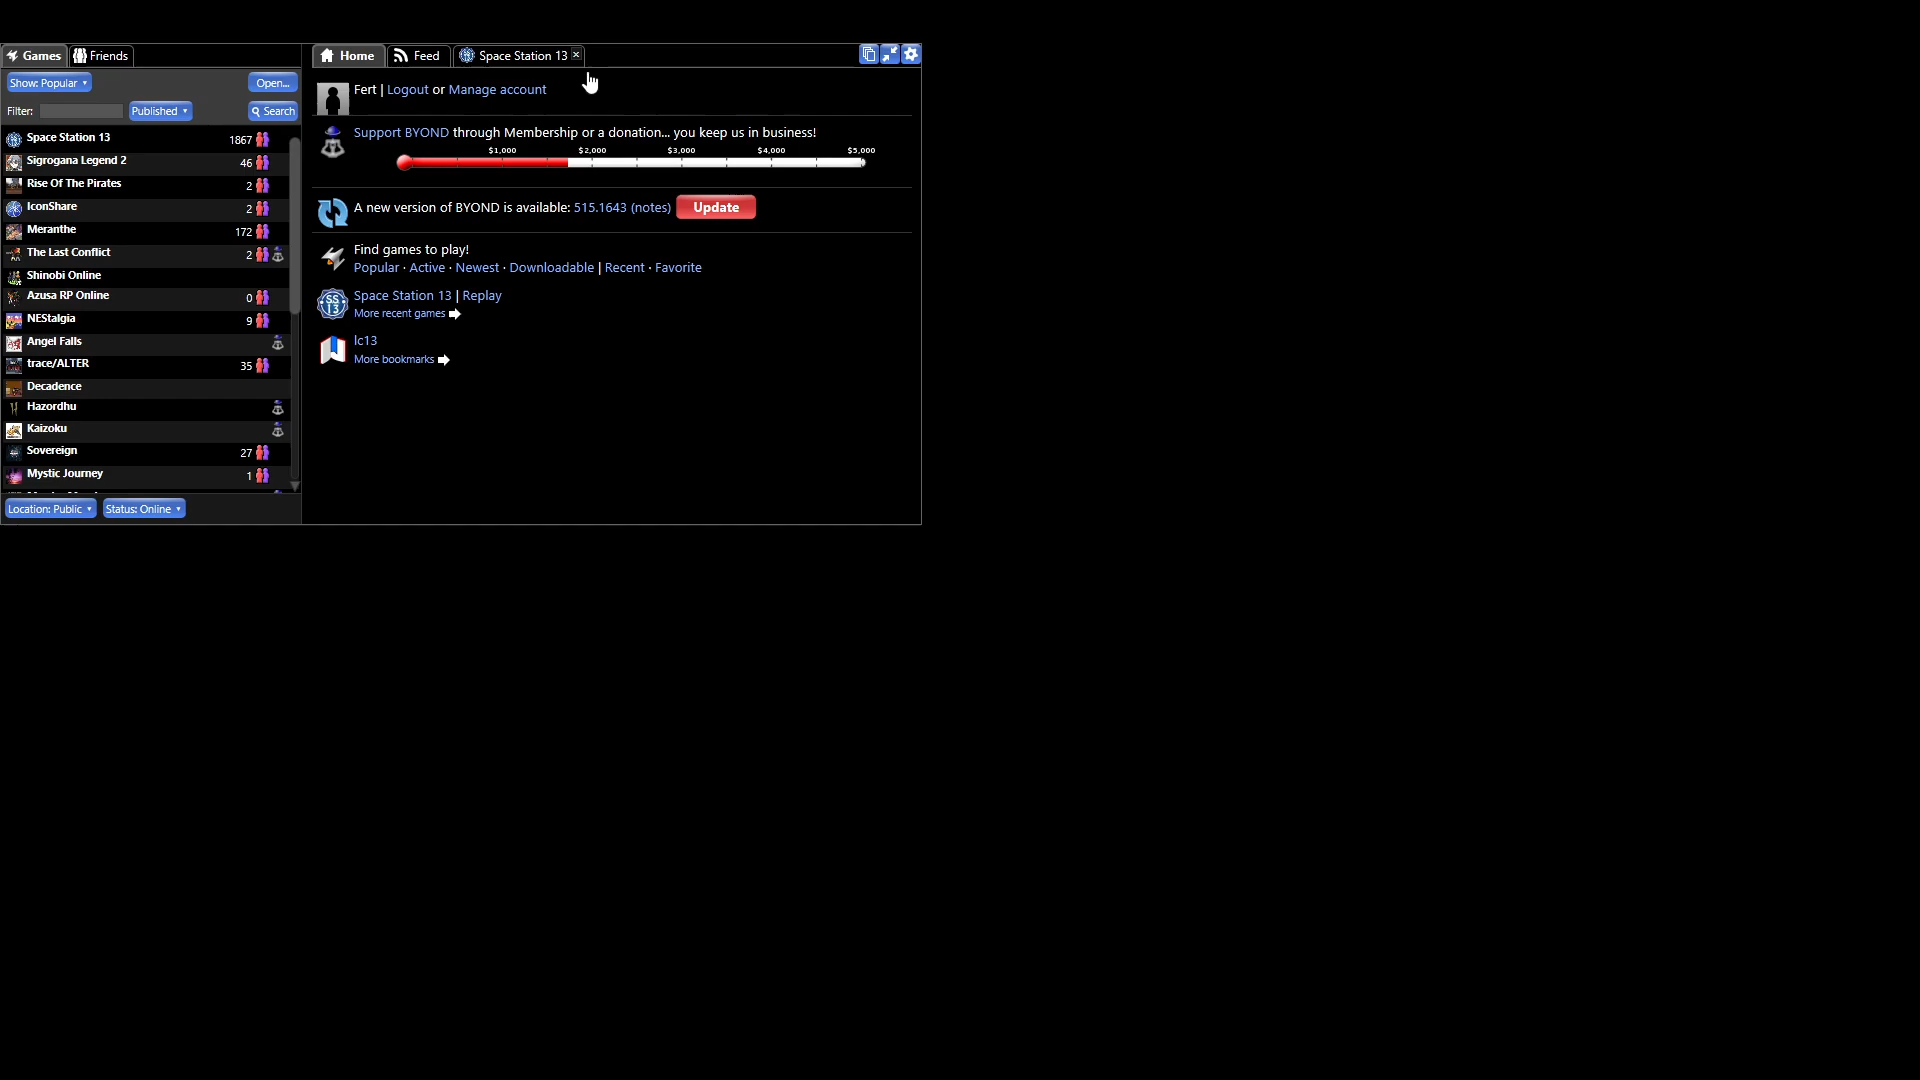 Games
Friends
Show: Popular
Open...
Filter:
Published
Search
Space Station 13
1867
Sigrogana Legend 2
46
Rise Of The Pirates
2
IconShare
2
Meranthe
172
The Last Conflict
2
Shinobi Online
Azusa RP Online
0
NEStalgia
9
Angel Falls
trace/ALTER
35
Decadence
Hazordhu
Kaizoku
Sovereign
27
Mystic Journey
1
Location: Public
Status: Online
Home
Feed
Space Station 13
Fert | Logout or Manage account
Support BYOND through Membership or a donation... you keep us in business!
$1,000 $2,000 $3,000 $4,000 $5,000
A new version of BYOND is available: 515.1643 (notes) Update
Find games to play!
Popular · Active · Newest · Downloadable | Recent · Favorite
SS
13
Space Station 13 | Replay
More recent games
lc13
More bookmarks